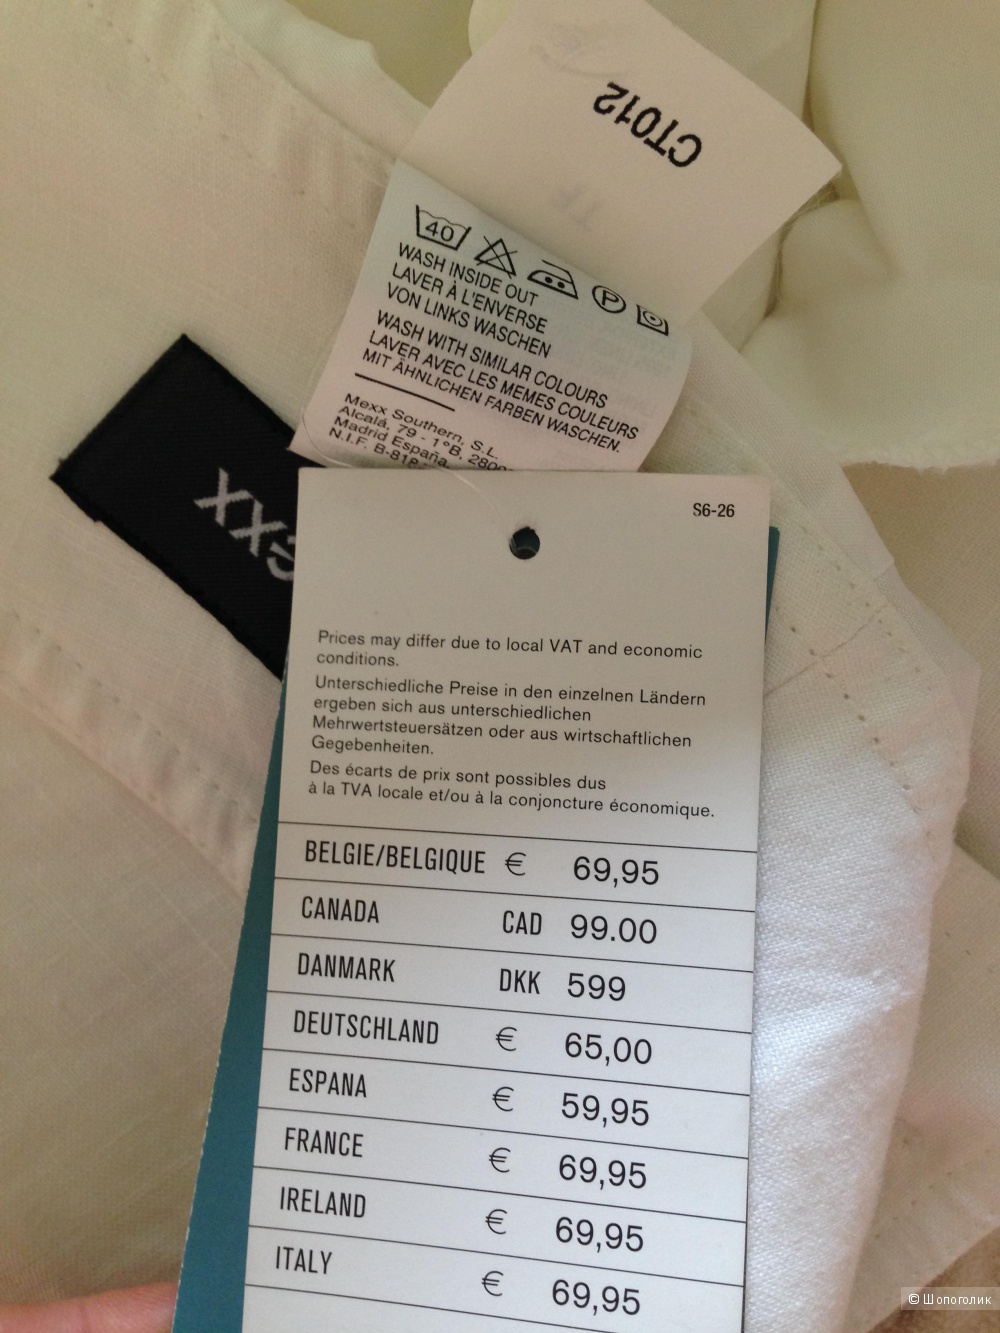 CT012
40
P
WASH INSIDE OUT
LAVER À L'ENVERSE
VON LINKS WASCHEN
WASH WITH SIMILAR COLOURS
LAVER AVEC LES MEMES COULEURS
MIT ÄHNLICHEN FARBEN WASCHEN.
Mexx Southern, S.L.
Alcalá, 79 - 1°B, 2800
Madrid España
N.I.F. B-818
S6-26
Prices may differ due to local VAT and economic
conditions.
Unterschiedliche Preise in den einzelnen Ländern
ergeben sich aus unterschiedlichen
Mehrwertsteuersätzen oder aus wirtschaftlichen
Gegebenheiten.
Des écarts de prix sont possibles dus
à la TVA locale et/ou à la conjoncture économique.
BELGIE/BELGIQUE € 69,95
CANADA CAD 99.00
DANMARK DKK 599
DEUTSCHLAND € 65,00
ESPANA € 59,95
FRANCE € 69,95
IRELAND € 69,95
ITALY € 69,95
© Шопоголик